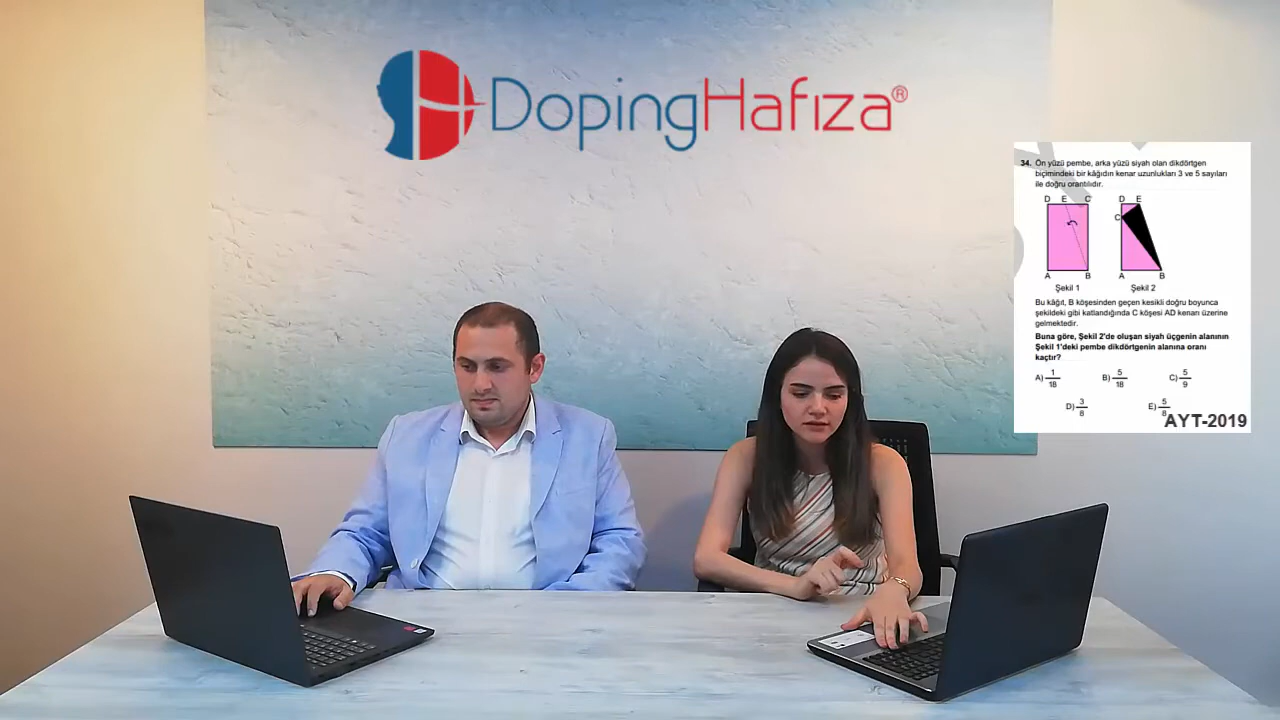 DopingHafıza®
34. Ön yüzü pembe, arka yüzü siyah olan dikdörtgen
biçimindeki bir kâğıdın kenar uzunlukları 3 ve 5 sayıları
ile doğru orantılıdır.
D E C D E
C
A B A B
Şekil 1 Şekil 2
Bu kâğıt, B köşesinden geçen kesikli doğru boyunca
şekildeki gibi katlandığında C köşesi AD kenarı üzerine
gelmektedir.
Buna göre, Şekil 2'de oluşan siyah üçgenin alanının
Şekil 1'deki pembe dikdörtgenin alanına oranı
kaçtır?
A) 1/18 B) 5/18 C) 5/9
D) 3/8 E) 5/8
AYT-2019